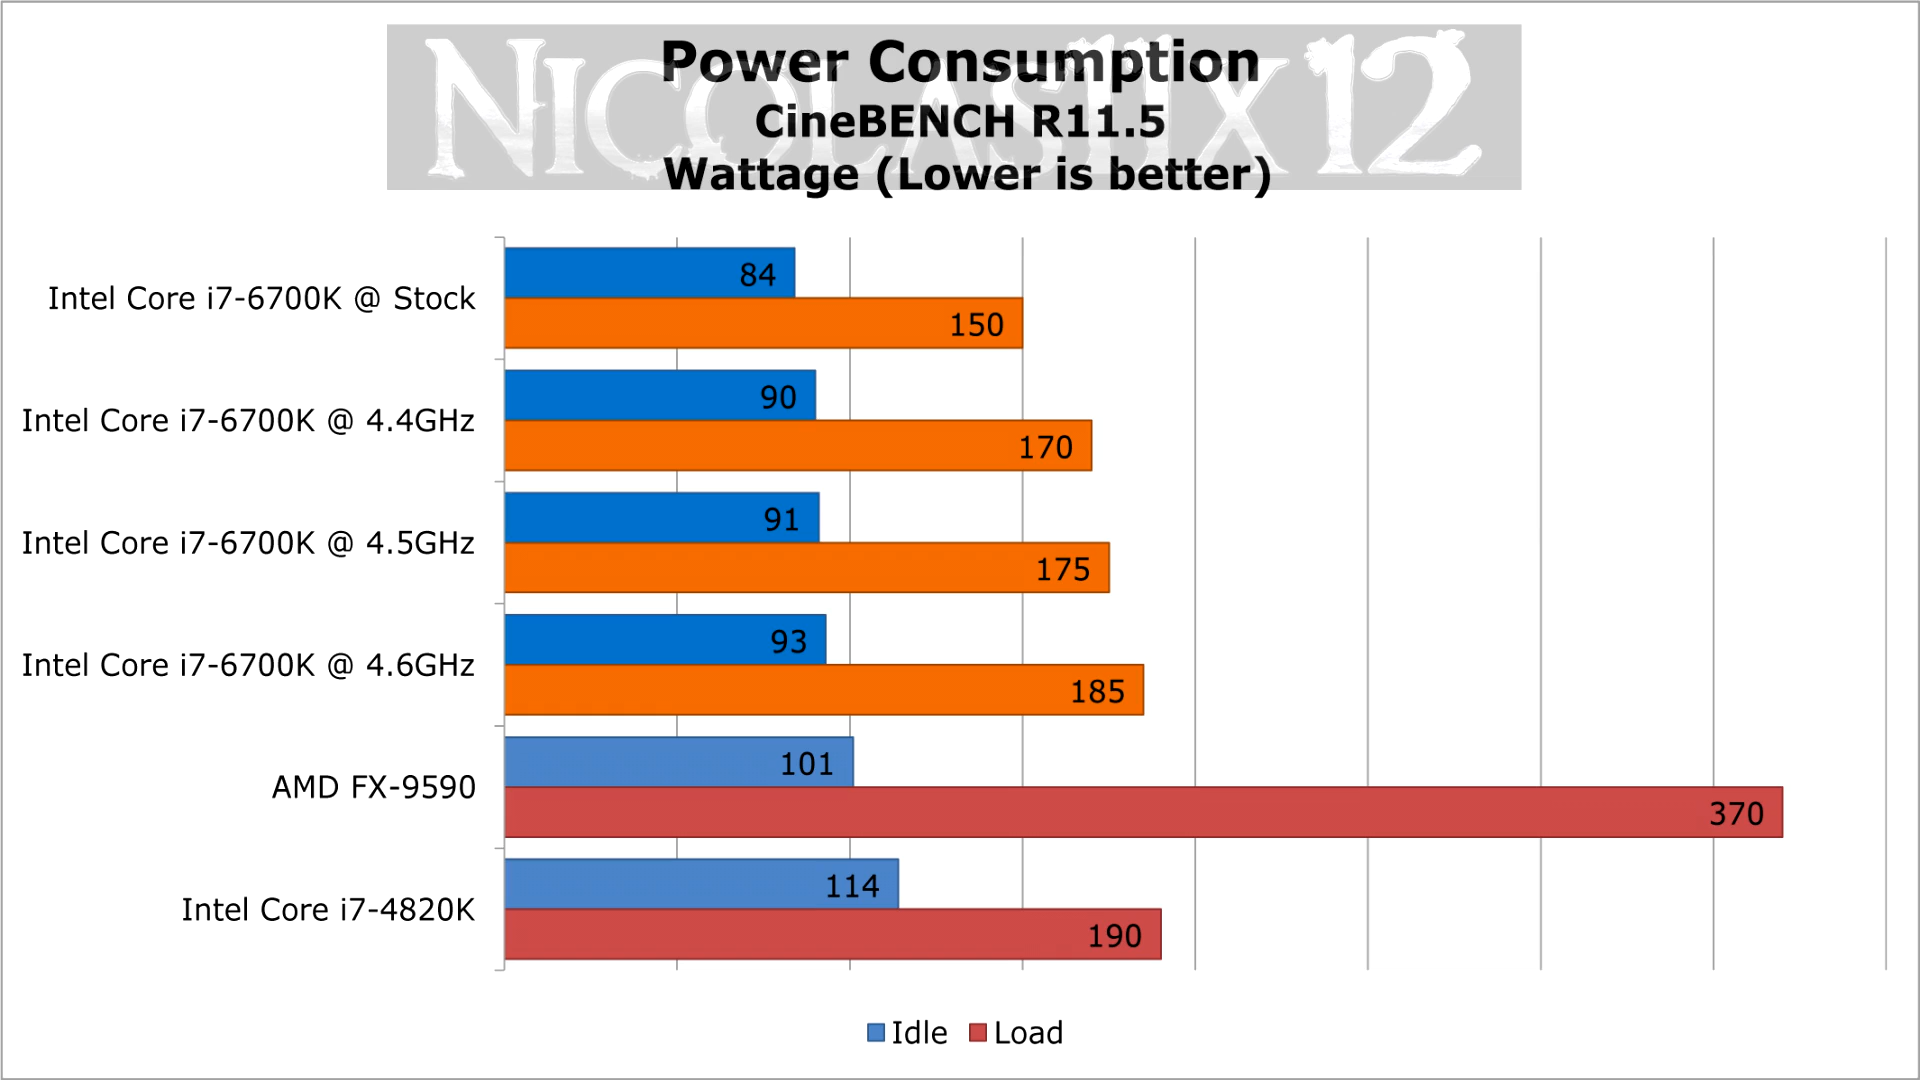 NICOLAS11X12
Power Consumption
CineBENCH R11.5
Wattage (Lower is better)
Intel Core i7-6700K @ Stock
84
150
Intel Core i7-6700K @ 4.4GHz
90
170
Intel Core i7-6700K @ 4.5GHz
91
175
Intel Core i7-6700K @ 4.6GHz
93
185
AMD FX-9590
101
370
Intel Core i7-4820K
114
190
Idle Load